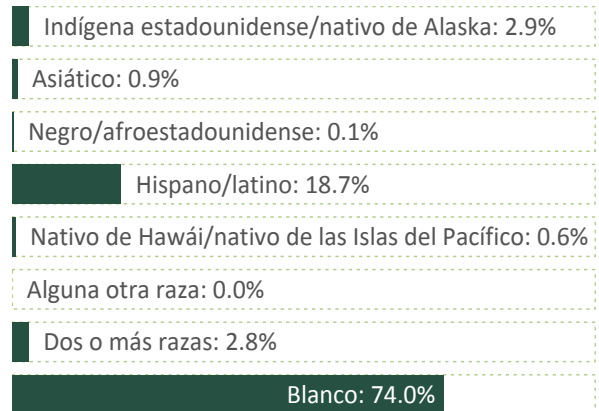 Indígena estadounidense/nativo de Alaska: 2.9%
Asiático: 0.9%
Negro/afroestadounidense: 0.1%
Hispano/latino: 18.7%
Nativo de Hawái/nativo de las Islas del Pacífico: 0.6%
Alguna otra raza: 0.0%
Dos o más razas: 2.8%
Blanco: 74.0%